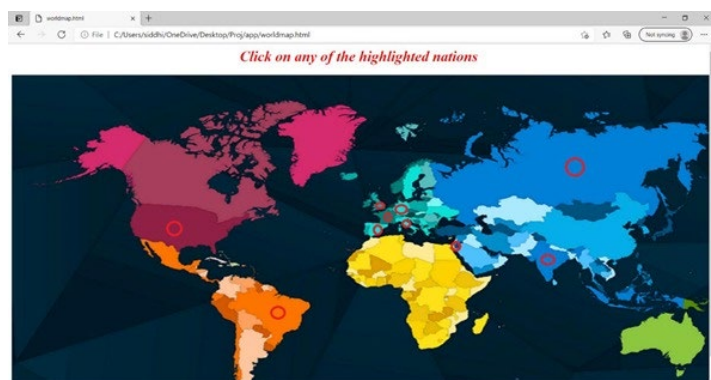 worldmap.html
File | C:/Users/siddhi/OneDrive/Desktop/Proj/app/worldmap.html
Not syncing
Click on any of the highlighted nations